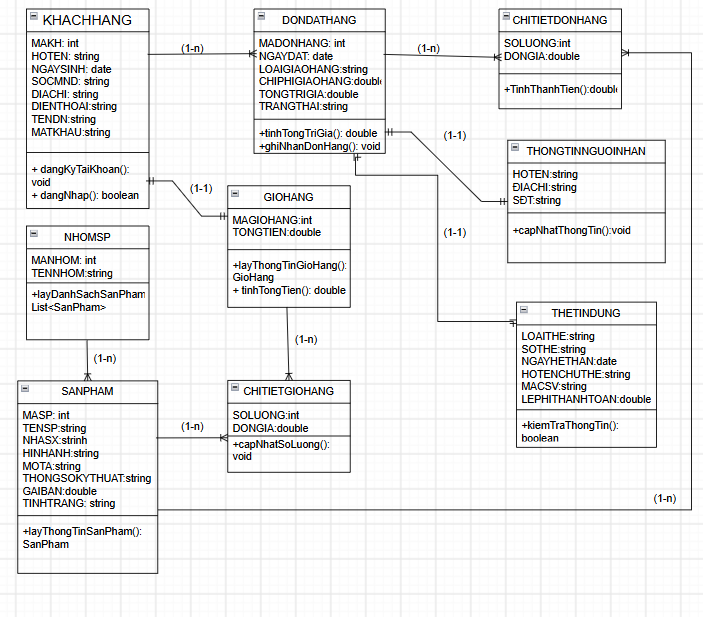 KHACHHANG
MAKH: int
HOTEN: string
NGAYSINH: date
SOCMND: string
DIACHI: string
DIENTHOAI:string
TENDN: string
MATKHAU: string
+ dangKyTaiKhoan():
void
+ dangNhap(): boolean
(1-n)
DONDATHANG
MADONHANG: int
NGAYDAT: date
LOAIGIAOHANG:string
CHIPHIGIAOHANG:double
TONGTRIGIA:double
TRANGTHAI:string
+tinhTongTriGia(): double
+ghiNhanDonHang(): void
(1-n)
CHITIETDONHANG
SOLUONG:int
DONGIA:double
+TinhThanhTien():doubl
(1-1)
THONGTINNGUOINHAN
HOTEN:string
ĐIACHI:string
SĐT:string
+capNhatThongTin():void
(1-1)
GIOHANG
MAGIOHANG:int
TONGTIEN:double
+layThongTinGioHang():
GioHang
+ tinhTongTien(): double
(1-1)
NHOMSP
MANHOM: int
TENNHOM:string
+layDanhSachSanPham
List<SanPham>
(1-n)
(1-n)
THETINDUNG
LOAITHE:string
SOTHE:string
NGAYHETHAN:date
HOTENCHUTHE:string
MACSV:string
LEPHITHANHTOAN:double
+kiemTraThongTin():
boolean
SANPHAM
MASP: int
TENSP:string
NHASX:strinh
HINHANH:string
MOTA:string
THONGSOKYTHUAT:string
GAIBAN:double
TINHTRANG: string
+layThongTinSanPham():
SanPham
(1-n)
CHITIETGIOHANG
SOLUONG:int
DONGIA:double
+capNhatSoLuong():
void
(1-n)